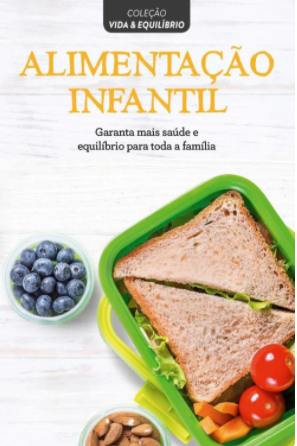 COLEÇÃO
VIDA & EQUILÍBRIO
ALIMENTAÇÃO
INFANTIL
Garanta mais saúde e
equilíbrio para toda a família